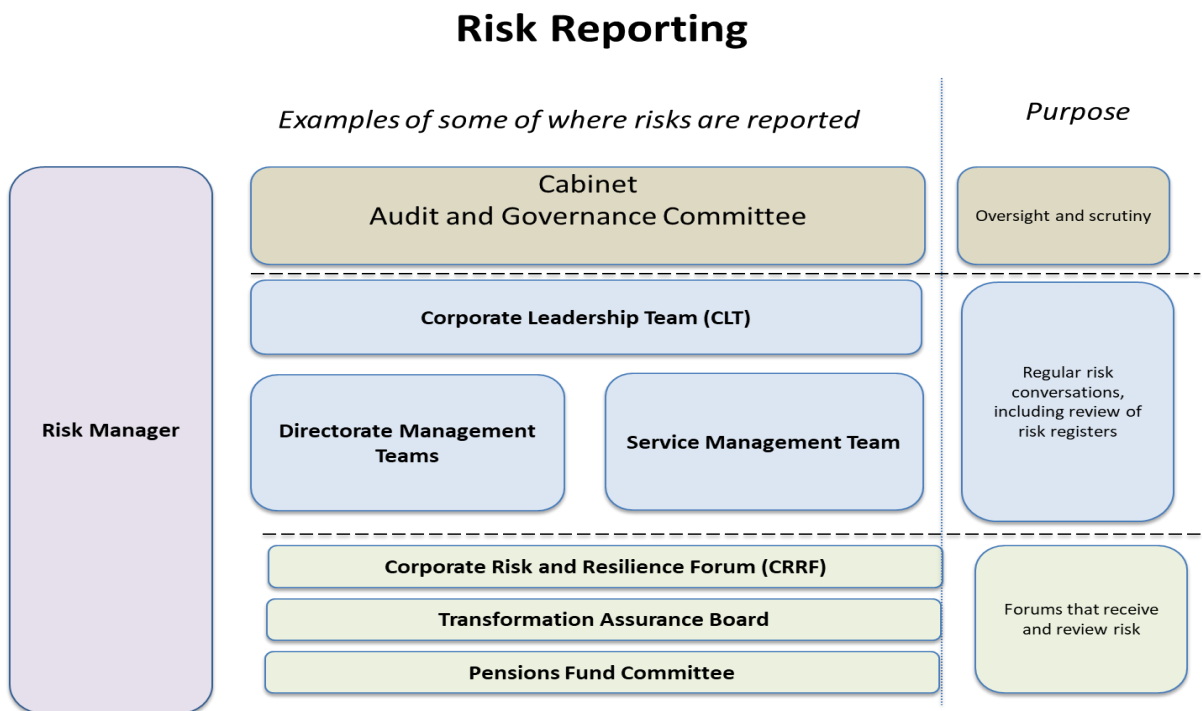 Risk Reporting
Examples of some of where risks are reported
Purpose
Risk Manager
Cabinet
Audit and Governance Committee
Oversight and scrutiny
Corporate Leadership Team (CLT)
Directorate Management
Teams
Service Management Team
Regular risk
conversations,
including review of
risk registers
Corporate Risk and Resilience Forum (CRRF)
Transformation Assurance Board
Pensions Fund Committee
Forums that receive
and review risk